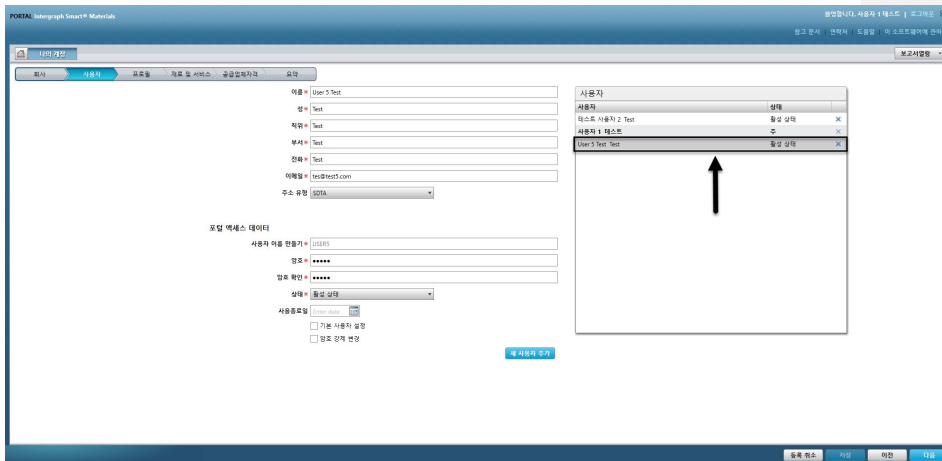 PORTAL Intergraph Smart® Materials
환영합니다. 사용자 1 테스트 | 로그아웃
참고 문서 | 연락처 | 도움말 | 이 소프트웨어에 관하
나의 계정
보고서열람
회사 사용자 프로필 재료 및 서비스 공급업체자격 요약
이름* User 5 Test
성* Test
직위* Test
부서* Test
전화* Test
이메일* tes@test5.com
주소 유형 SDTA
포털 액세스 데이터
사용자 이름 만들기* USER5
암호* •••••
암호 확인* •••••
상태* 활성 상태
사용종료일 Enter date
기본 사용자 설정
암호 강제 변경
새 사용자 추가
사용자
사용자 상태
테스트 사용자 2 Test 활성 상태
사용자 1 테스트 주
User 5 Test Test 활성 상태
등록 취소 저장 이전 다음